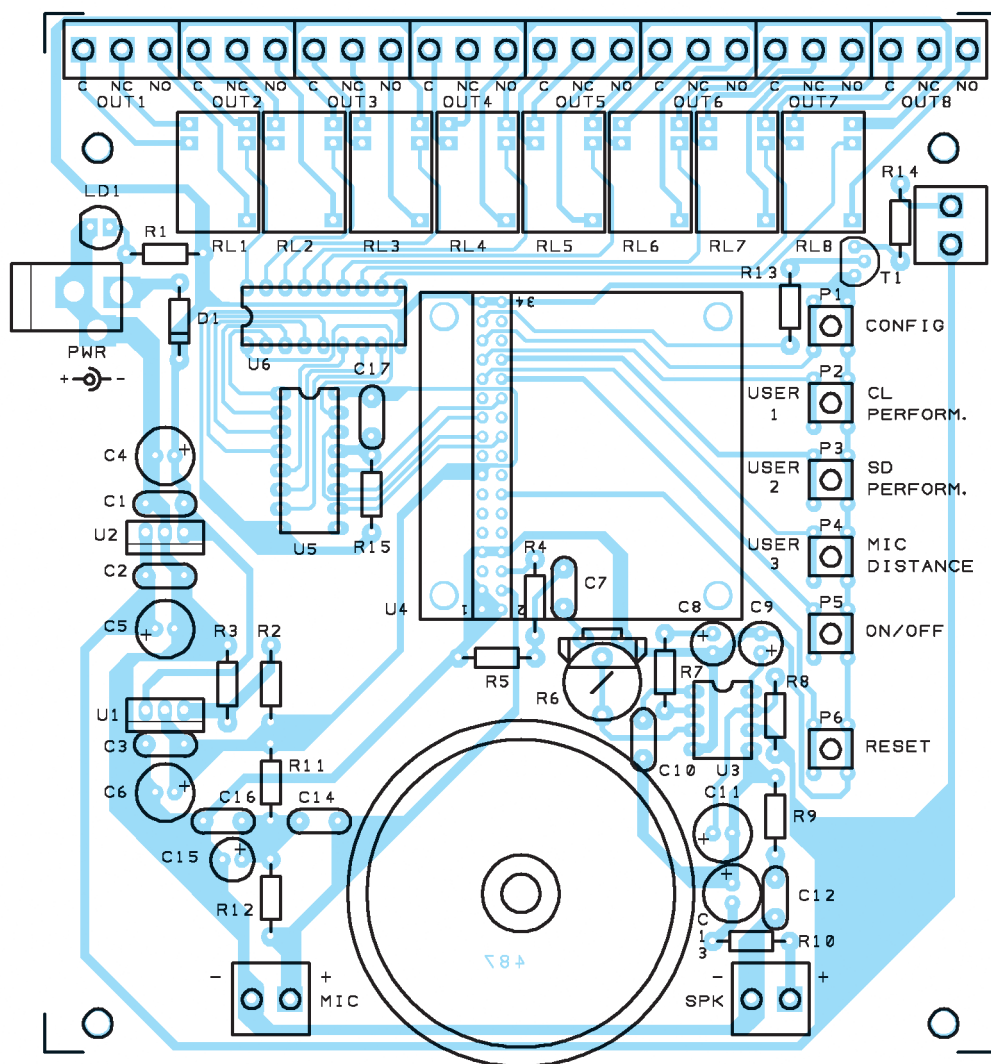 C NC NO C NC NO C NC NO C NC NO C NC NO C NC NO C NC NO C NC NO
OUT1 OUT2 OUT3 OUT4 OUT5 OUT6 OUT7 OUT8
R14
LD1
R1
RL1 RL2 RL3 RL4 RL5 RL6 RL7 RL8
R13
T1
34
P1
D1
CONFIG
PWR
U6
C17
+ -
P2
USER 1
CL PERFORM.
C4
+
P3
USER 2
SD PERFORM.
C1
U2
U5
R15
R4
P4
USER 3
MIC DISTANCE
C2
C7
U4
1
2
C5
+
R3
R2
C8
C9
P5
+
+
ON/OFF
R5
R6
R7
R8
U1
P6
C3
RESET
R11
C10
U3
C6
+
C16
C14
C11
+
R9
C15
+
+
R12
C12
C13
R10
487
-
+
MIC
-
+
SPK